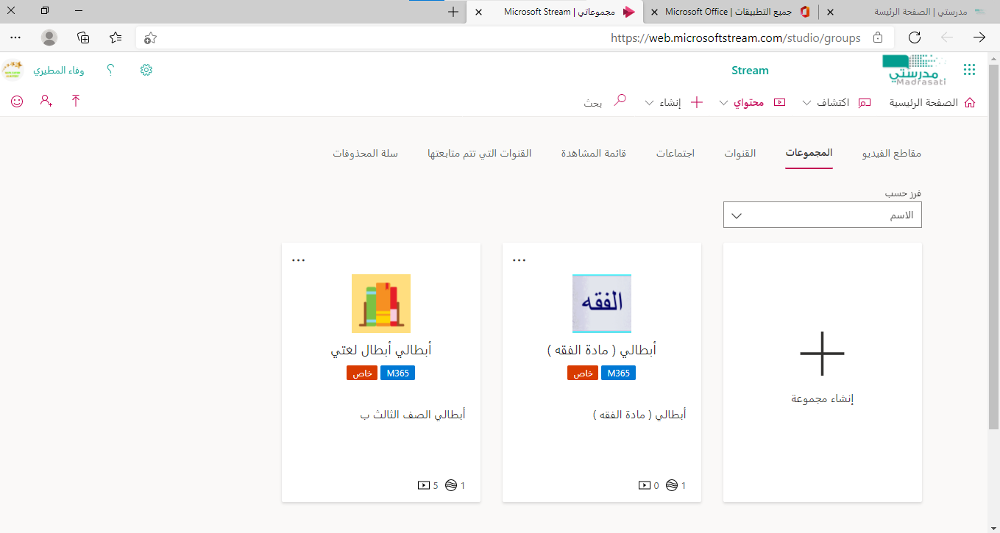 مدرستي | الصفحة الرئيسة
جميع التطبيقات | Microsoft Office
مجموعاتي | Microsoft Stream
https://web.microsoftstream.com/studio/groups
مدرستي
Madrasati
Stream
وفاء المطيري
الصفحة الرئيسية
اكتشاف
محتواي
إنشاء
بحث
مقاطع الفيديو
المجموعات
القنوات
اجتماعات
قائمة المشاهدة
القنوات التي تتم متابعتها
سلة المحذوفات
فرز حسب
الاسم
إنشاء مجموعة
الفقه
أبطالي ( مادة الفقه )
M365 خاص
أبطالي ( مادة الفقه )
1 0
أبطالي أبطال لغتي
M365 خاص
أبطالي الصف الثالث ب
1 5